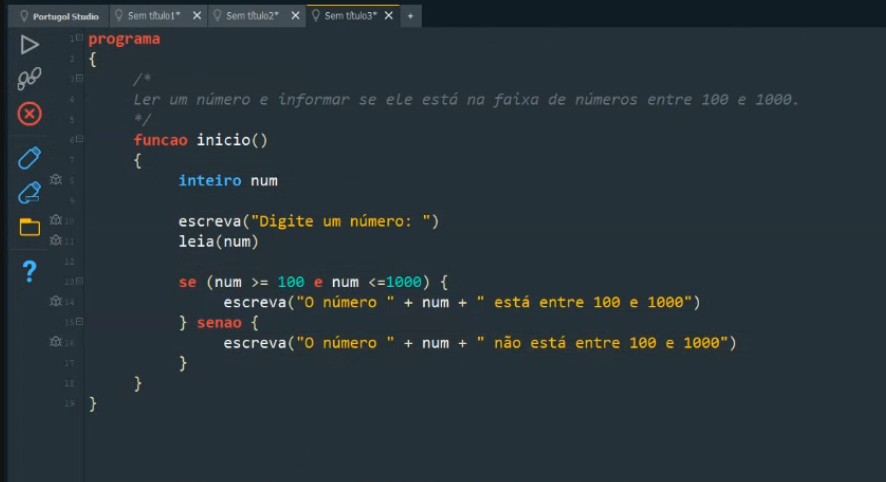 Portugol Studio Sem título1* Sem título2* Sem título3* +
1 programa
2 {
3 /*
4 Ler um número e informar se ele está na faixa de números entre 100 e 1000.
5 */
6 funcao inicio()
7 {
8 inteiro num
9
10 escreva("Digite um número: ")
11 leia(num)
12
13 se (num >= 100 e num <=1000) {
14 escreva("O número " + num + " está entre 100 e 1000")
15 } senao {
16 escreva("O número " + num + " não está entre 100 e 1000")
17 }
18 }
19 }
?